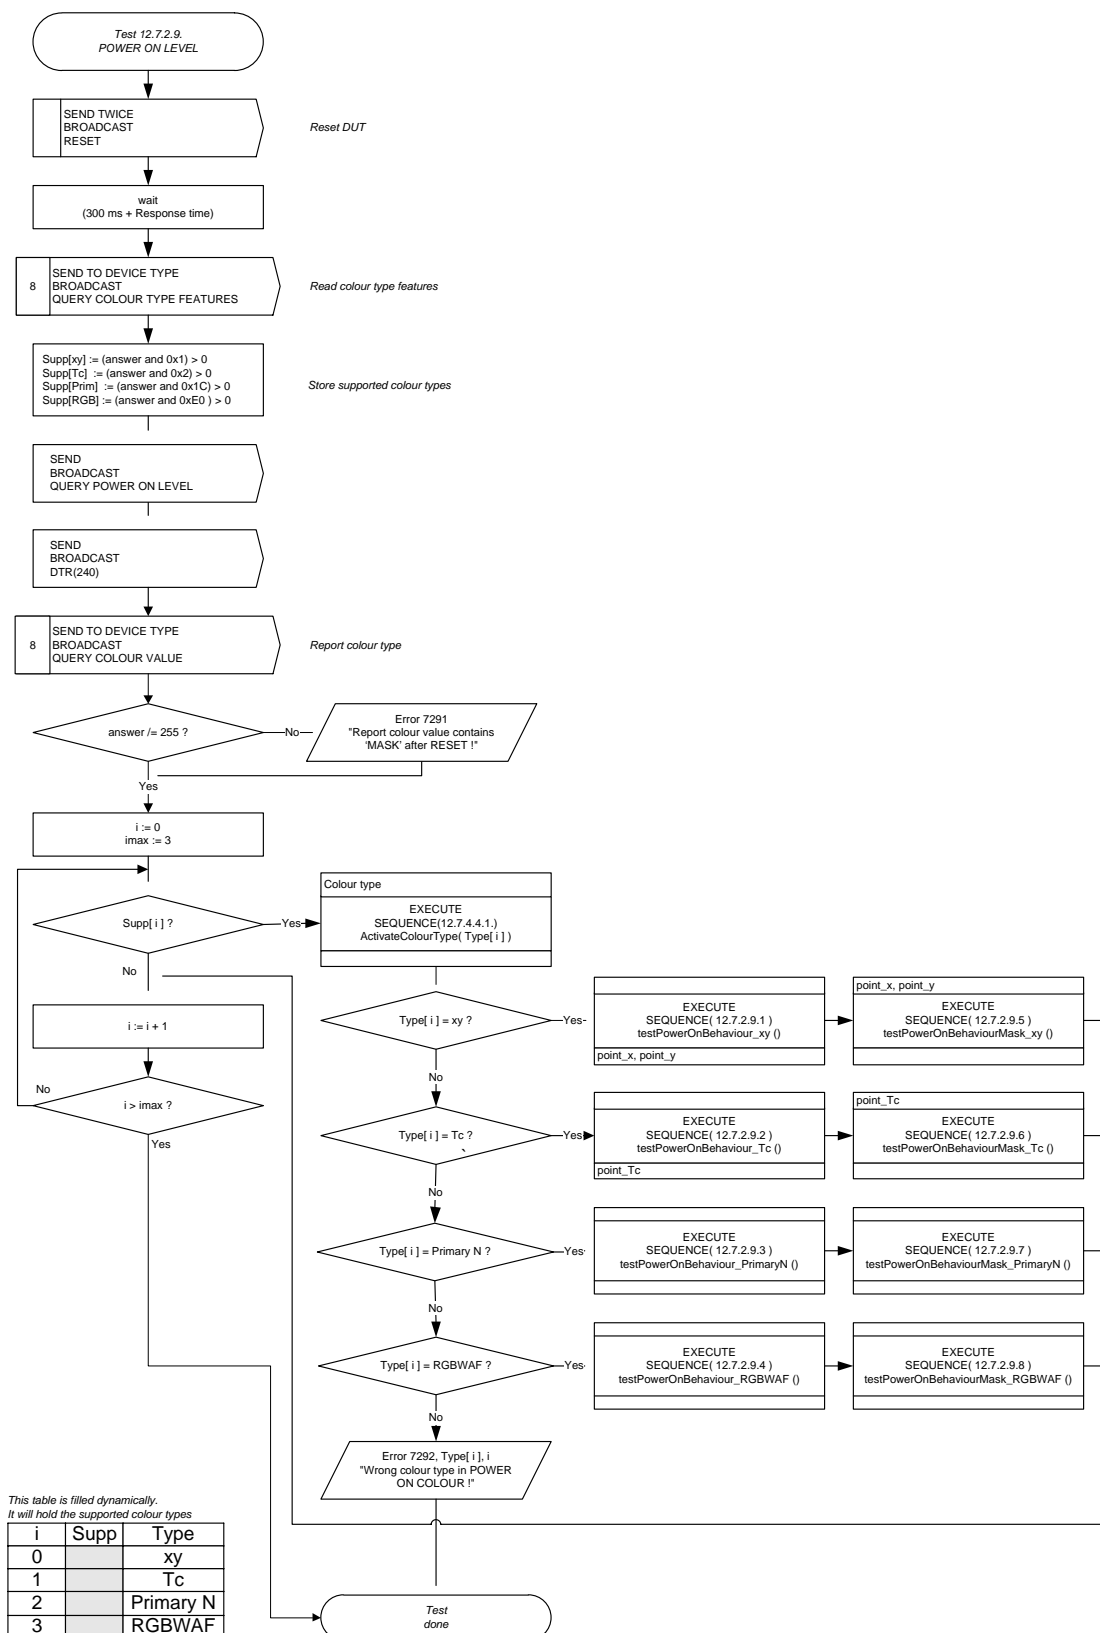 Test 12.7.2.9.
POWER ON LEVEL
SEND TWICE
BROADCAST
RESET
Reset DUT
wait
(300 ms + Response time)
8
SEND TO DEVICE TYPE
BROADCAST
QUERY COLOUR TYPE FEATURES
Read colour type features
Supp[xy] := (answer and 0x1) > 0
Supp[Tc] := (answer and 0x2) > 0
Supp[Prim] := (answer and 0x1C) > 0
Supp[RGB] := (answer and 0xE0 ) > 0
Store supported colour types
SEND
BROADCAST
QUERY POWER ON LEVEL
SEND
BROADCAST
DTR(240)
8
SEND TO DEVICE TYPE
BROADCAST
QUERY COLOUR VALUE
Report colour type
answer /= 255 ?
No
Error 7291
"Report colour value contains
'MASK' after RESET !"
Yes
i := 0
imax := 3
Supp[ i ] ?
Yes
Colour type
EXECUTE
SEQUENCE(12.7.4.4.1.)
ActivateColourType( Type[ i ] )
No
i := i + 1
No
i > imax ?
Yes
Type[ i ] = xy ?
Yes
EXECUTE
SEQUENCE( 12.7.2.9.1 )
testPowerOnBehaviour_xy ()
point_x, point_y
point_x, point_y
EXECUTE
SEQUENCE( 12.7.2.9.5 )
testPowerOnBehaviourMask_xy ()
No
Type[ i ] = Tc ?
`
Yes
EXECUTE
SEQUENCE( 12.7.2.9.2 )
testPowerOnBehaviour_Tc ()
point_Tc
point_Tc
EXECUTE
SEQUENCE( 12.7.2.9.6 )
testPowerOnBehaviourMask_Tc ()
No
Type[ i ] = Primary N ?
Yes
EXECUTE
SEQUENCE( 12.7.2.9.3 )
testPowerOnBehaviour_PrimaryN ()
EXECUTE
SEQUENCE( 12.7.2.9.7 )
testPowerOnBehaviourMask_PrimaryN ()
No
Type[ i ] = RGBWAF ?
Yes
EXECUTE
SEQUENCE( 12.7.2.9.4 )
testPowerOnBehaviour_RGBWAF ()
EXECUTE
SEQUENCE( 12.7.2.9.8 )
testPowerOnBehaviourMask_RGBWAF ()
No
Error 7292, Type[ i ], i
"Wrong colour type in POWER
ON COLOUR !"
This table is filled dynamically.
It will hold the supported colour types
i Supp Type
0 xy
1 Tc
2 Primary N
3 RGBWAF
Test
done